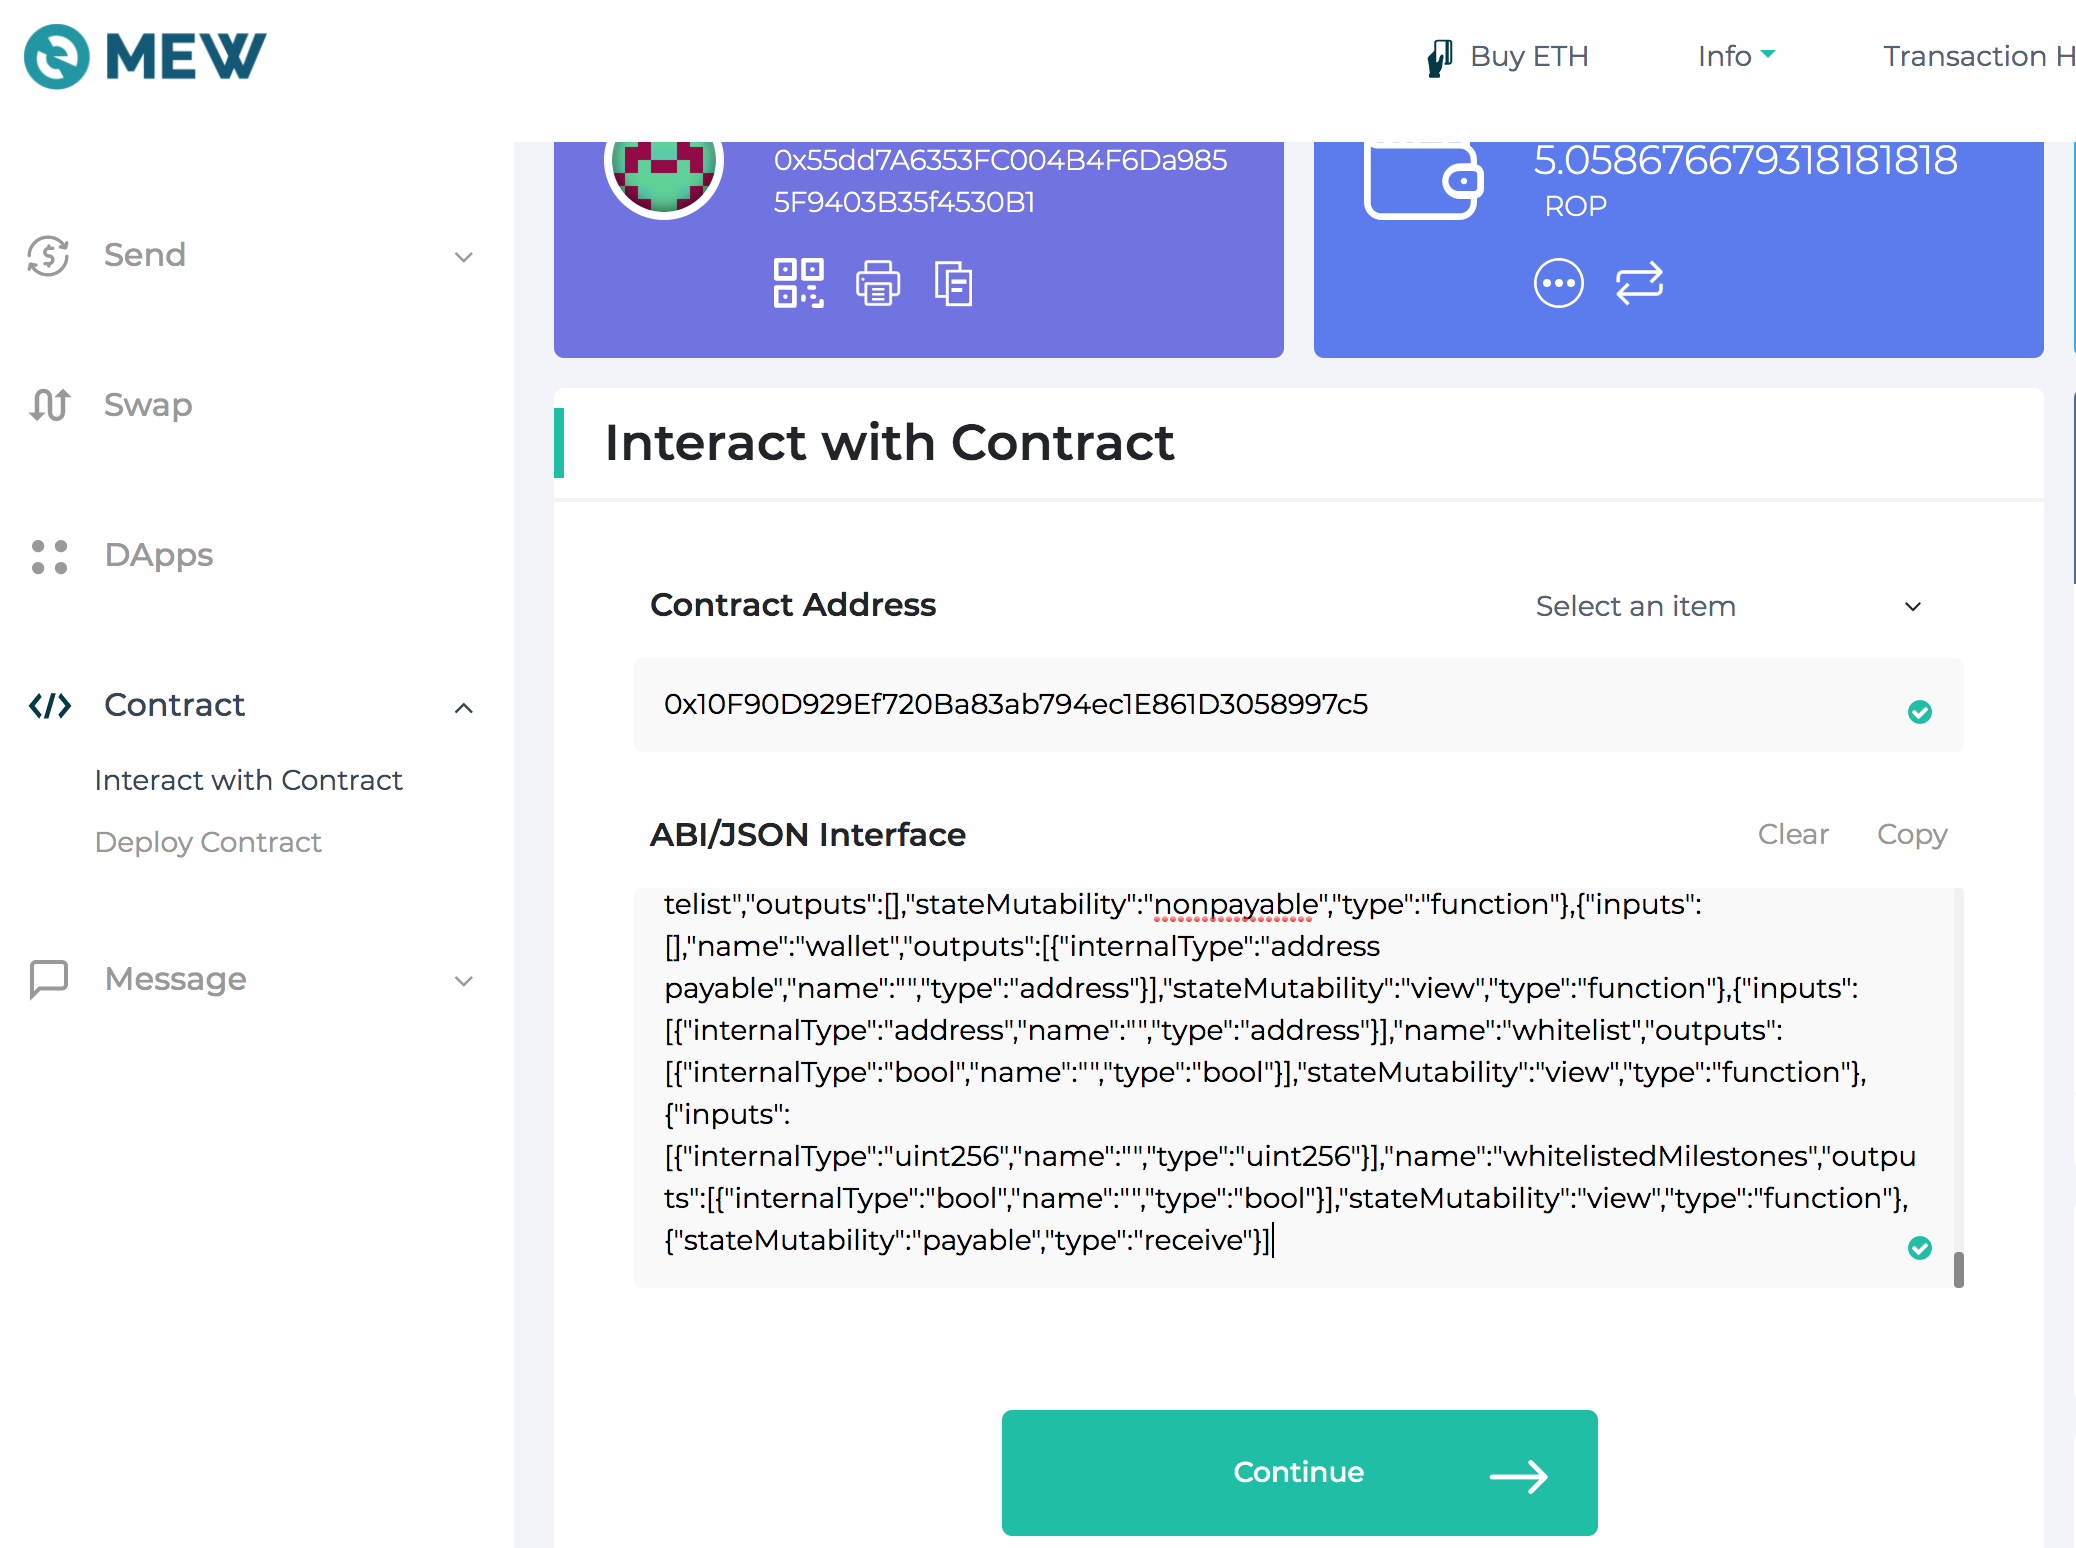 MEW
Buy ETH
Info
Transaction H
Send
Swap
DApps
Contract
Interact with Contract
Deploy Contract
Message
0x55dd7A6353FC004B4F6Da985
5F9403B35f4530B1
5.058676679318181818
ROP
Interact with Contract
Contract Address
Select an item
0x10F90D929Ef720Ba83ab794ec1E861D3058997c5
ABI/JSON Interface
Clear
Copy
telist","outputs":[],"stateMutability":"nonpayable","type":"function"},{"inputs":
[],"name":"wallet","outputs":[{"internalType":"address
payable","name":"","type":"address"}],"stateMutability":"view","type":"function"},{"inputs":
[{"internalType":"address","name":"","type":"address"}],"name":"whitelist","outputs":
[{"internalType":"bool","name":"","type":"bool"}],"stateMutability":"view","type":"function"},
{"inputs":
[{"internalType":"uint256","name":"","type":"uint256"}],"name":"whitelistedMilestones","outpu
ts":[{"internalType":"bool","name":"","type":"bool"}],"stateMutability":"view","type":"function"},
{"stateMutability":"payable","type":"receive"}]
Continue